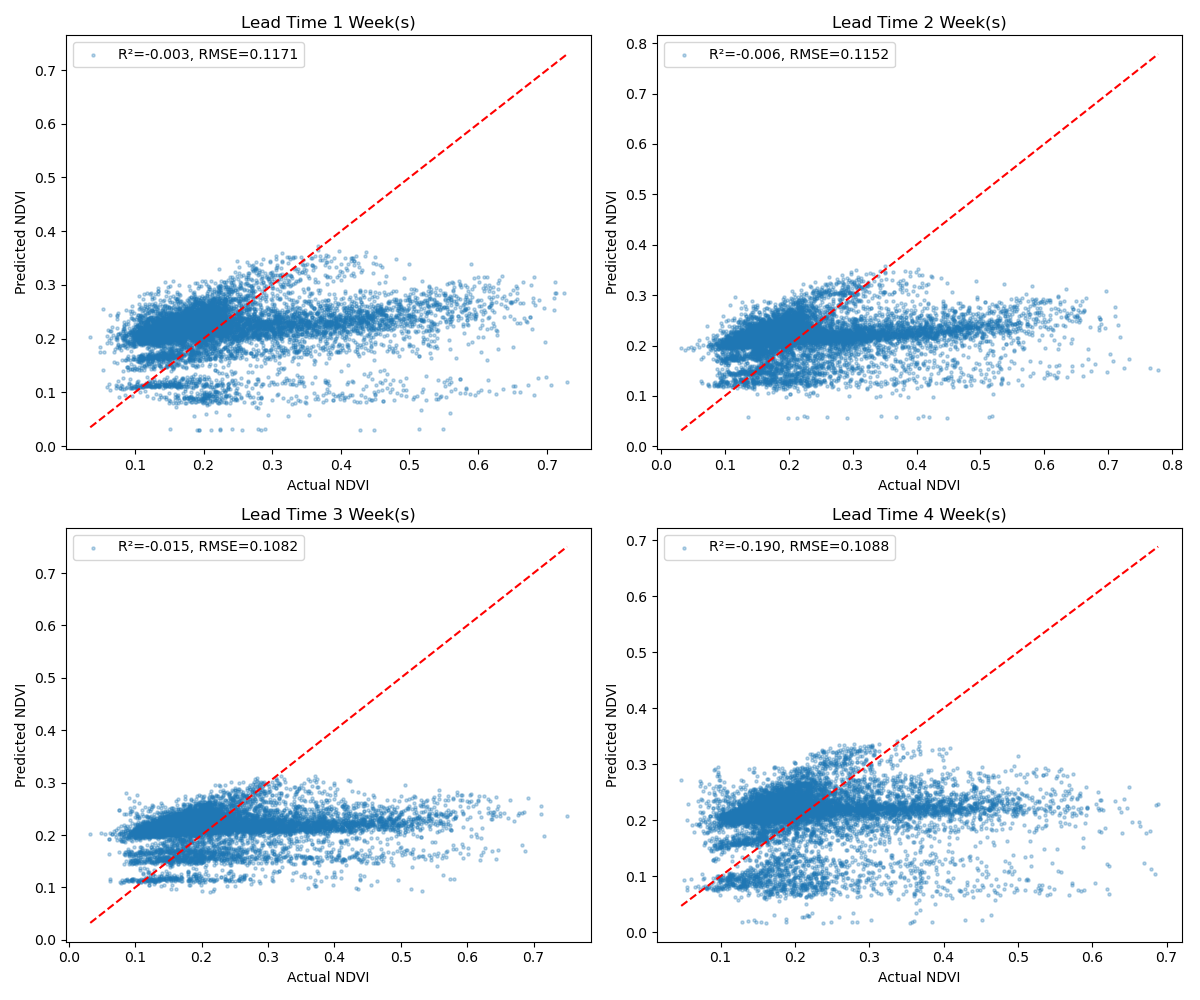 Lead Time 1 Week(s)
R²=-0.003, RMSE=0.1171
Predicted NDVI
0.7
0.6
0.5
0.4
0.3
0.2
0.1
0.0
0.1 0.2 0.3 0.4 0.5 0.6 0.7
Actual NDVI
Lead Time 2 Week(s)
R²=-0.006, RMSE=0.1152
Predicted NDVI
0.8
0.7
0.6
0.5
0.4
0.3
0.2
0.1
0.0
0.0 0.1 0.2 0.3 0.4 0.5 0.6 0.7 0.8
Actual NDVI
Lead Time 3 Week(s)
R²=-0.015, RMSE=0.1082
Predicted NDVI
0.7
0.6
0.5
0.4
0.3
0.2
0.1
0.0
0.0 0.1 0.2 0.3 0.4 0.5 0.6 0.7
Actual NDVI
Lead Time 4 Week(s)
R²=-0.190, RMSE=0.1088
Predicted NDVI
0.7
0.6
0.5
0.4
0.3
0.2
0.1
0.0
0.1 0.2 0.3 0.4 0.5 0.6 0.7
Actual NDVI